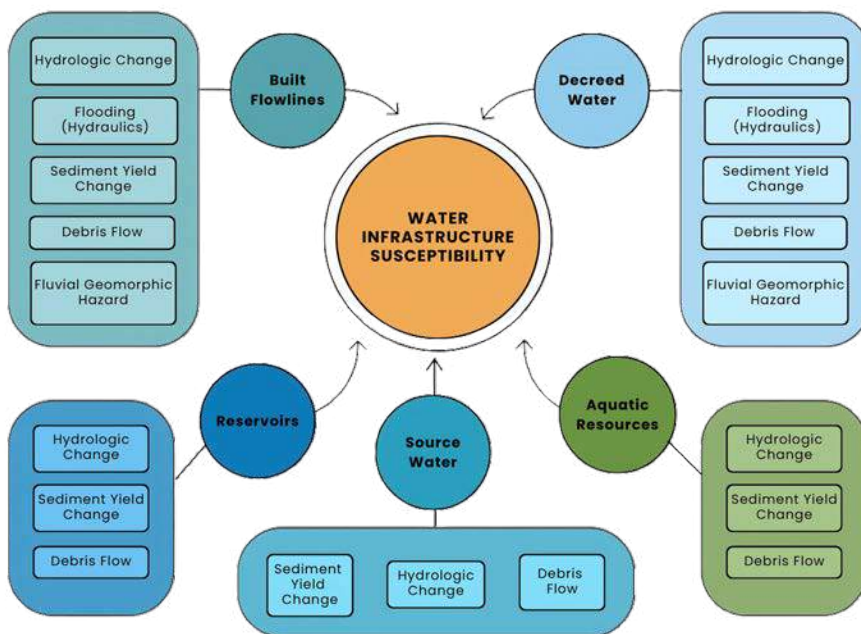 Hydrologic Change
Flooding
(Hydraulics)
Sediment Yield
Change
Debris Flow
Fluvial Geomorphic
Hazard
Built
Flowlines
Decreed
Water
Hydrologic Change
Flooding
(Hydraulics)
Sediment Yield
Change
Debris Flow
Fluvial Geomorphic
Hazard
WATER
INFRASTRUCTURE
SUSCEPTIBILITY
Hydrologic
Change
Sediment Yield
Change
Debris Flow
Reservoirs
Source
Water
Sediment
Yield
Change
Hydrologic
Change
Debris
Flow
Aquatic
Resources
Hydrologic
Change
Sediment Yield
Change
Debris Flow